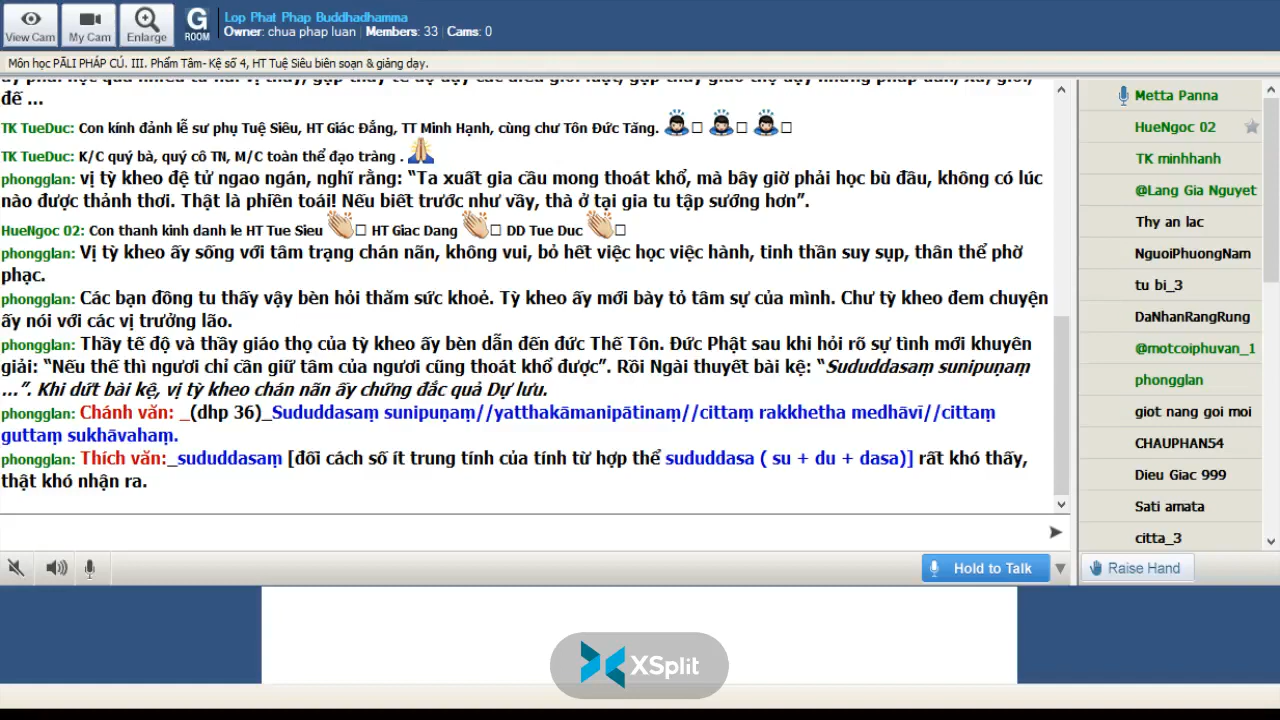 View Cam
My Cam
Enlarge
G
ROOM
Lop Phat Phap Buddhadhamma
Owner: chua phap luan | Members: 33 | Cams: 0
Môn học PĀLI PHÁP CÚ. III. Phẩm Tâm- Kệ số 4, HT Tuệ Siêu biên soạn & giảng dạy.
đế ...
TK TueDuc: Con kính đảnh lễ sư phụ Tuệ Siêu, HT Giác Đẳng, TT Minh Hạnh, cùng chư Tôn Đức Tăng.
TK TueDuc: K/C quý bà, quý cô TN, M/C toàn thể đạo tràng .
phongglan: vị tỳ kheo đệ tử ngao ngán, nghĩ rằng: “Ta xuất gia cầu mong thoát khổ, mà bây giờ phải học bù đầu, không có lúc
nào được thảnh thơi. Thật là phiền toái! Nếu biết trước như vầy, thà ở tại gia tu tập sướng hơn”.
HueNgoc 02: Con thanh kinh danh le HT Tue Sieu HT Giac Dang DD Tue Duc
phongglan: Vị tỳ kheo ấy sống với tâm trạng chán nãn, không vui, bỏ hết việc học việc hành, tinh thần suy sụp, thân thể phờ
phạc.
phongglan: Các bạn đồng tu thấy vậy bèn hỏi thăm sức khoẻ. Tỳ kheo ấy mới bày tỏ tâm sự của mình. Chư tỳ kheo đem chuyện
ấy nói với các vị trưởng lão.
phongglan: Thầy tế độ và thầy giáo thọ của tỳ kheo ấy bèn dẫn đến đức Thế Tôn. Đức Phật sau khi hỏi rõ sự tình mới khuyên
giải: “Nếu thế thì ngươi chỉ cần giữ tâm của ngươi cũng thoát khổ được”. Rồi Ngài thuyết bài kệ: “Sududdasaṃ sunipuṇaṃ
...”. Khi dứt bài kệ, vị tỳ kheo chán nãn ấy chứng đắc quả Dự lưu.
phongglan: Chánh văn: _(dhp 36)_Sududdasaṃ sunipuṇaṃ//yatthakāmanipātinaṃ//cittaṃ rakkhetha medhāvī//cittaṃ
guttaṃ sukhāvahaṃ.
phongglan: Thích văn:_sududdasaṃ [đối cách số ít trung tính của tính từ hợp thể sududdasa ( su + du + dasa)] rất khó thấy,
thật khó nhận ra.
Metta Panna
HueNgoc 02
TK minhhanh
@Lang Gia Nguyet
Thy an lac
NguoiPhuongNam
tu bi_3
DaNhanRangRung
@motcoiphuvan_1
phongglan
giot nang goi moi
CHAUPHAN54
Dieu Giac 999
Sati amata
citta_3
Hold to Talk
Raise Hand
XSplit